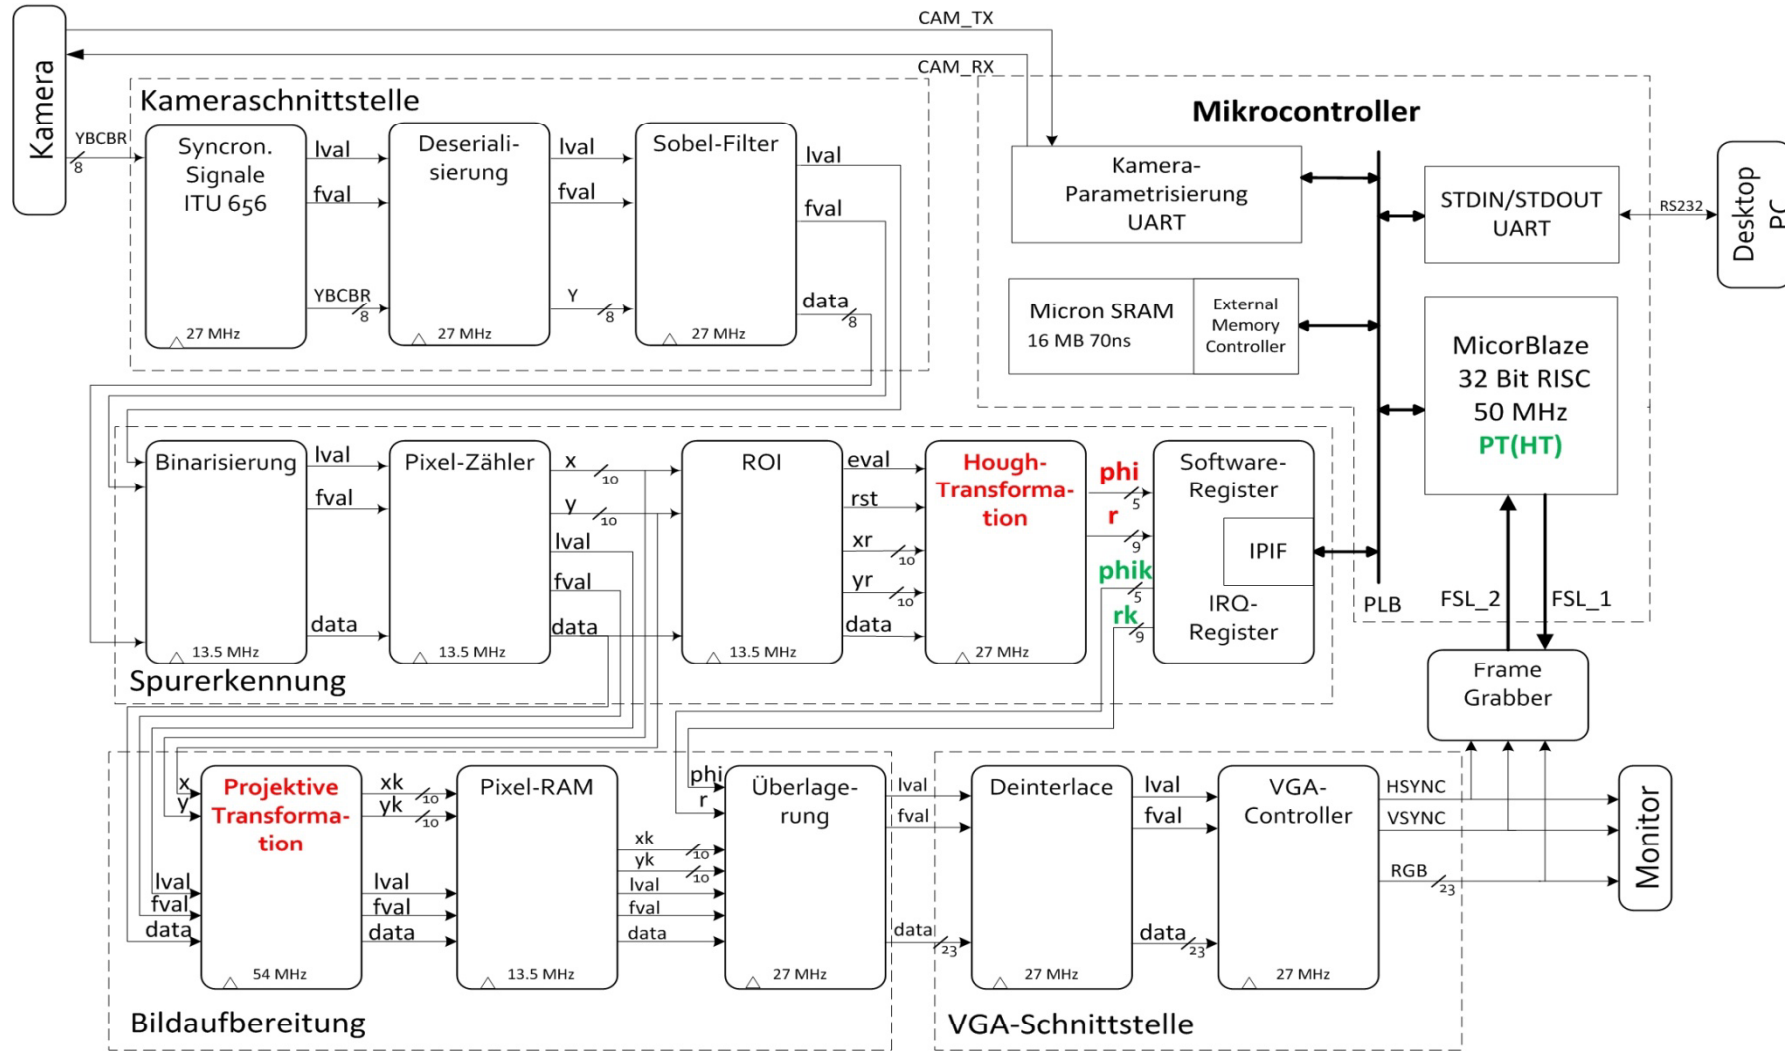 CAM_TX
CAM_RX
Kamera
YBCBR
8
Kameraschnittstelle
Syncron.
Signale
ITU 656
27 MHz
lval
fval
YBCBR
8
Deseriali-
sierung
27 MHz
lval
fval
Y
8
Sobel-Filter
27 MHz
lval
fval
data
8
Mikrocontroller
Kamera-
Parametrisierung
UART
STDIN/STDOUT
UART
RS232
Desktop
PC
Micron SRAM
16 MB 70ns
External
Memory
Controller
MicorBlaze
32 Bit RISC
50 MHz
PT(HT)
PLB
FSL_2
FSL_1
Binarisierung
13.5 MHz
lval
fval
data
Pixel-Zähler
13.5 MHz
x
10
y
10
lval
fval
data
ROI
13.5 MHz
eval
rst
xr
10
yr
10
data
Hough-
Transforma-
tion
27 MHz
phi
5
r
9
phik
5
rk
9
Software-
Register
IPIF
IRQ-
Register
Spurerkennung
Frame
Grabber
x
y
lval
fval
data
Projektive
Transforma-
tion
54 MHz
xk
10
yk
10
lval
fval
data
Pixel-RAM
13.5 MHz
phi
r
xk
10
yk
10
lval
fval
data
Überlage-
rung
27 MHz
lval
fval
data
23
Bildaufbereitung
Deinterlace
27 MHz
lval
fval
data
23
VGA-
Controller
27 MHz
HSYNC
VSYNC
RGB
23
Monitor
VGA-Schnittstelle